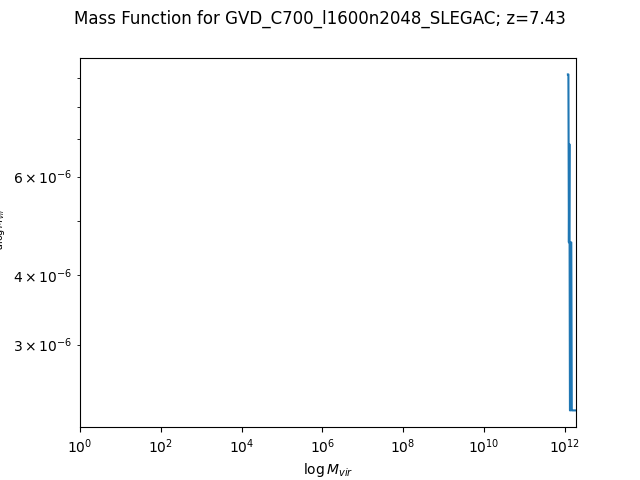 Mass Function for GVD_C700_l1600n2048_SLEGAC; z=7.43
6 × 10⁻⁶
4 × 10⁻⁶
3 × 10⁻⁶
10⁰ 10² 10⁴ 10⁶ 10⁸ 10¹⁰ 10¹²
log M_vir